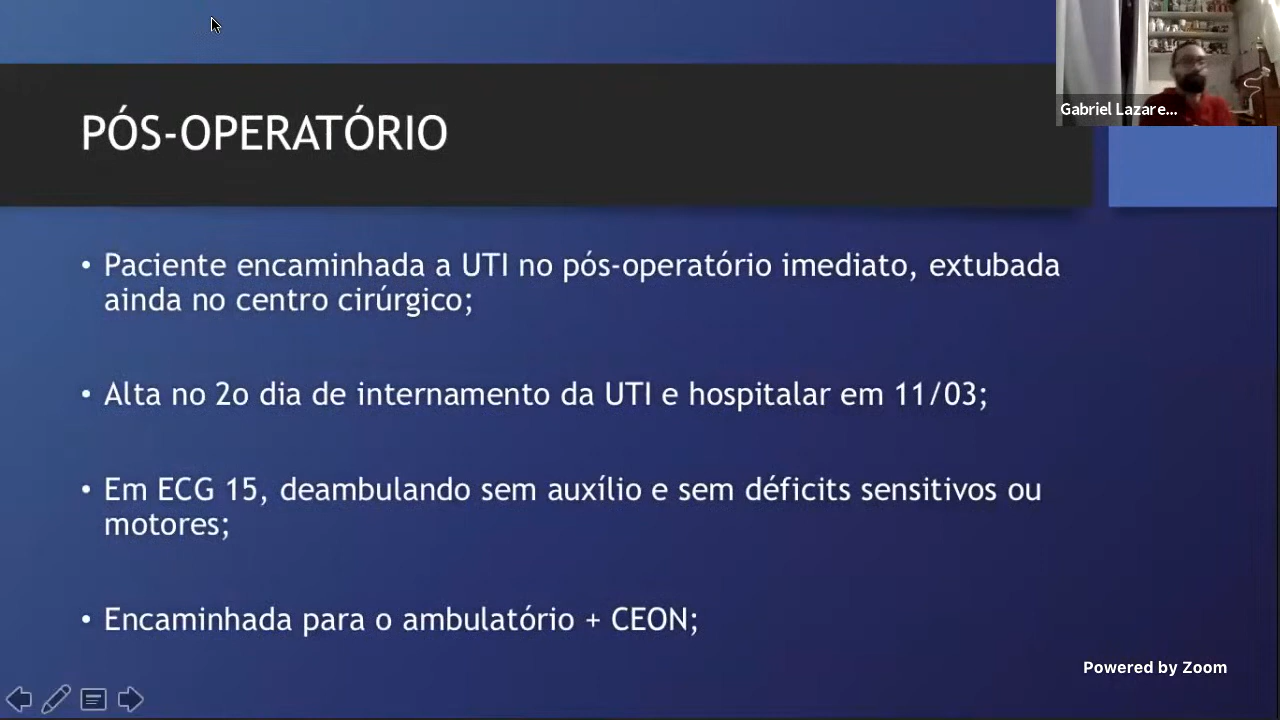 Gabriel Lazare...
PÓS-OPERATÓRIO
• Paciente encaminhada a UTI no pós-operatório imediato, extubada
ainda no centro cirúrgico;
• Alta no 2o dia de internamento da UTI e hospitalar em 11/03;
• Em ECG 15, deambulando sem auxílio e sem déficits sensitivos ou
motores;
• Encaminhada para o ambulatório + CEON;
Powered by Zoom